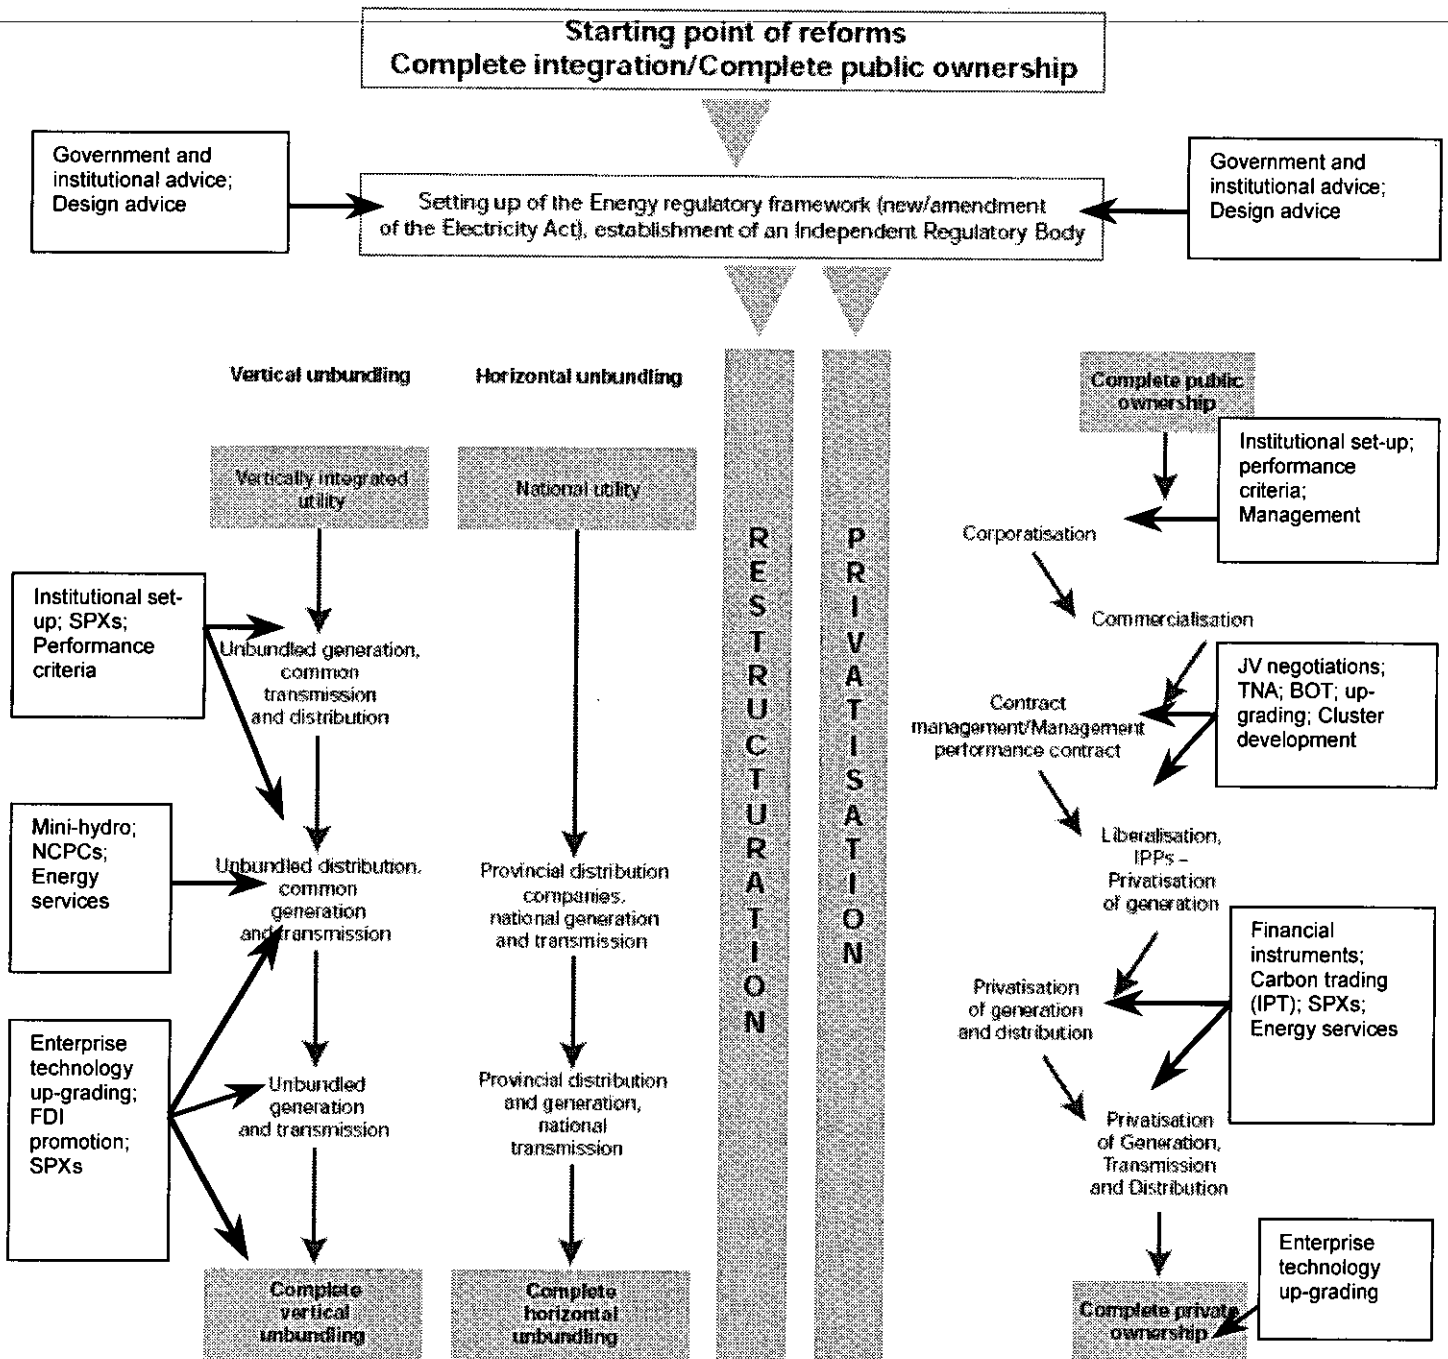 Starting point of reforms
Complete integration/Complete public ownership
Government and
institutional advice;
Design advice
Setting up of the Energy regulatory framework (new/amendment
of the Electricity Act), establishment of an Independent Regulatory Body
Government and
institutional advice;
Design advice
Vertical unbundling
Vertically integrated
utility
Unbundled generation,
common
transmission
and distribution
Unbundled distribution,
common
generation
and transmission
Unbundled
generation
and transmission
Complete
vertical
unbundling
Institutional set-
up; SPXs;
Performance
criteria
Mini-hydro;
NCPCs;
Energy
services
Enterprise
technology
up-grading;
FDI
promotion;
SPXs
Horizontal unbundling
National utility
Provincial distribution
companies,
national generation
and transmission
Provincial distribution
and generation,
national
transmission
Complete
horizontal
unbundling
RESTRUCTURATION
PRIVATISATION
Complete public
ownership
Institutional set-up;
performance
criteria;
Management
Corporatisation
Commercialisation
JV negotiations;
TNA; BOT; up-
grading; Cluster
development
Contract
management/Management
performance contract
Liberalisation,
IPPs –
Privatisation
of generation
Financial
instruments;
Carbon trading
(IPT); SPXs;
Energy services
Privatisation
of generation
and distribution
Privatisation
of Generation,
Transmission
and Distribution
Enterprise
technology
up-grading
Complete private
ownership